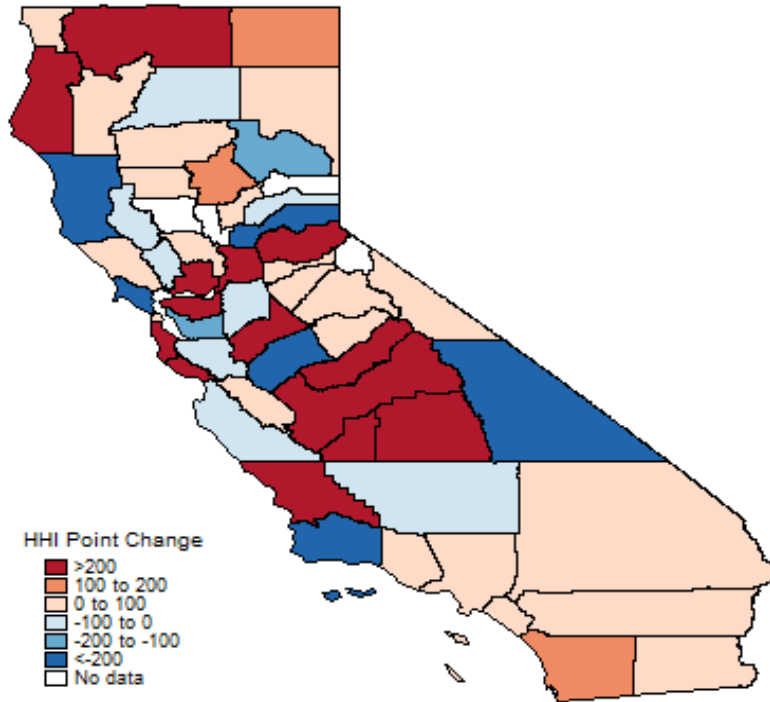 HHI Point Change
>200
100 to 200
0 to 100
-100 to 0
-200 to -100
<-200
No data